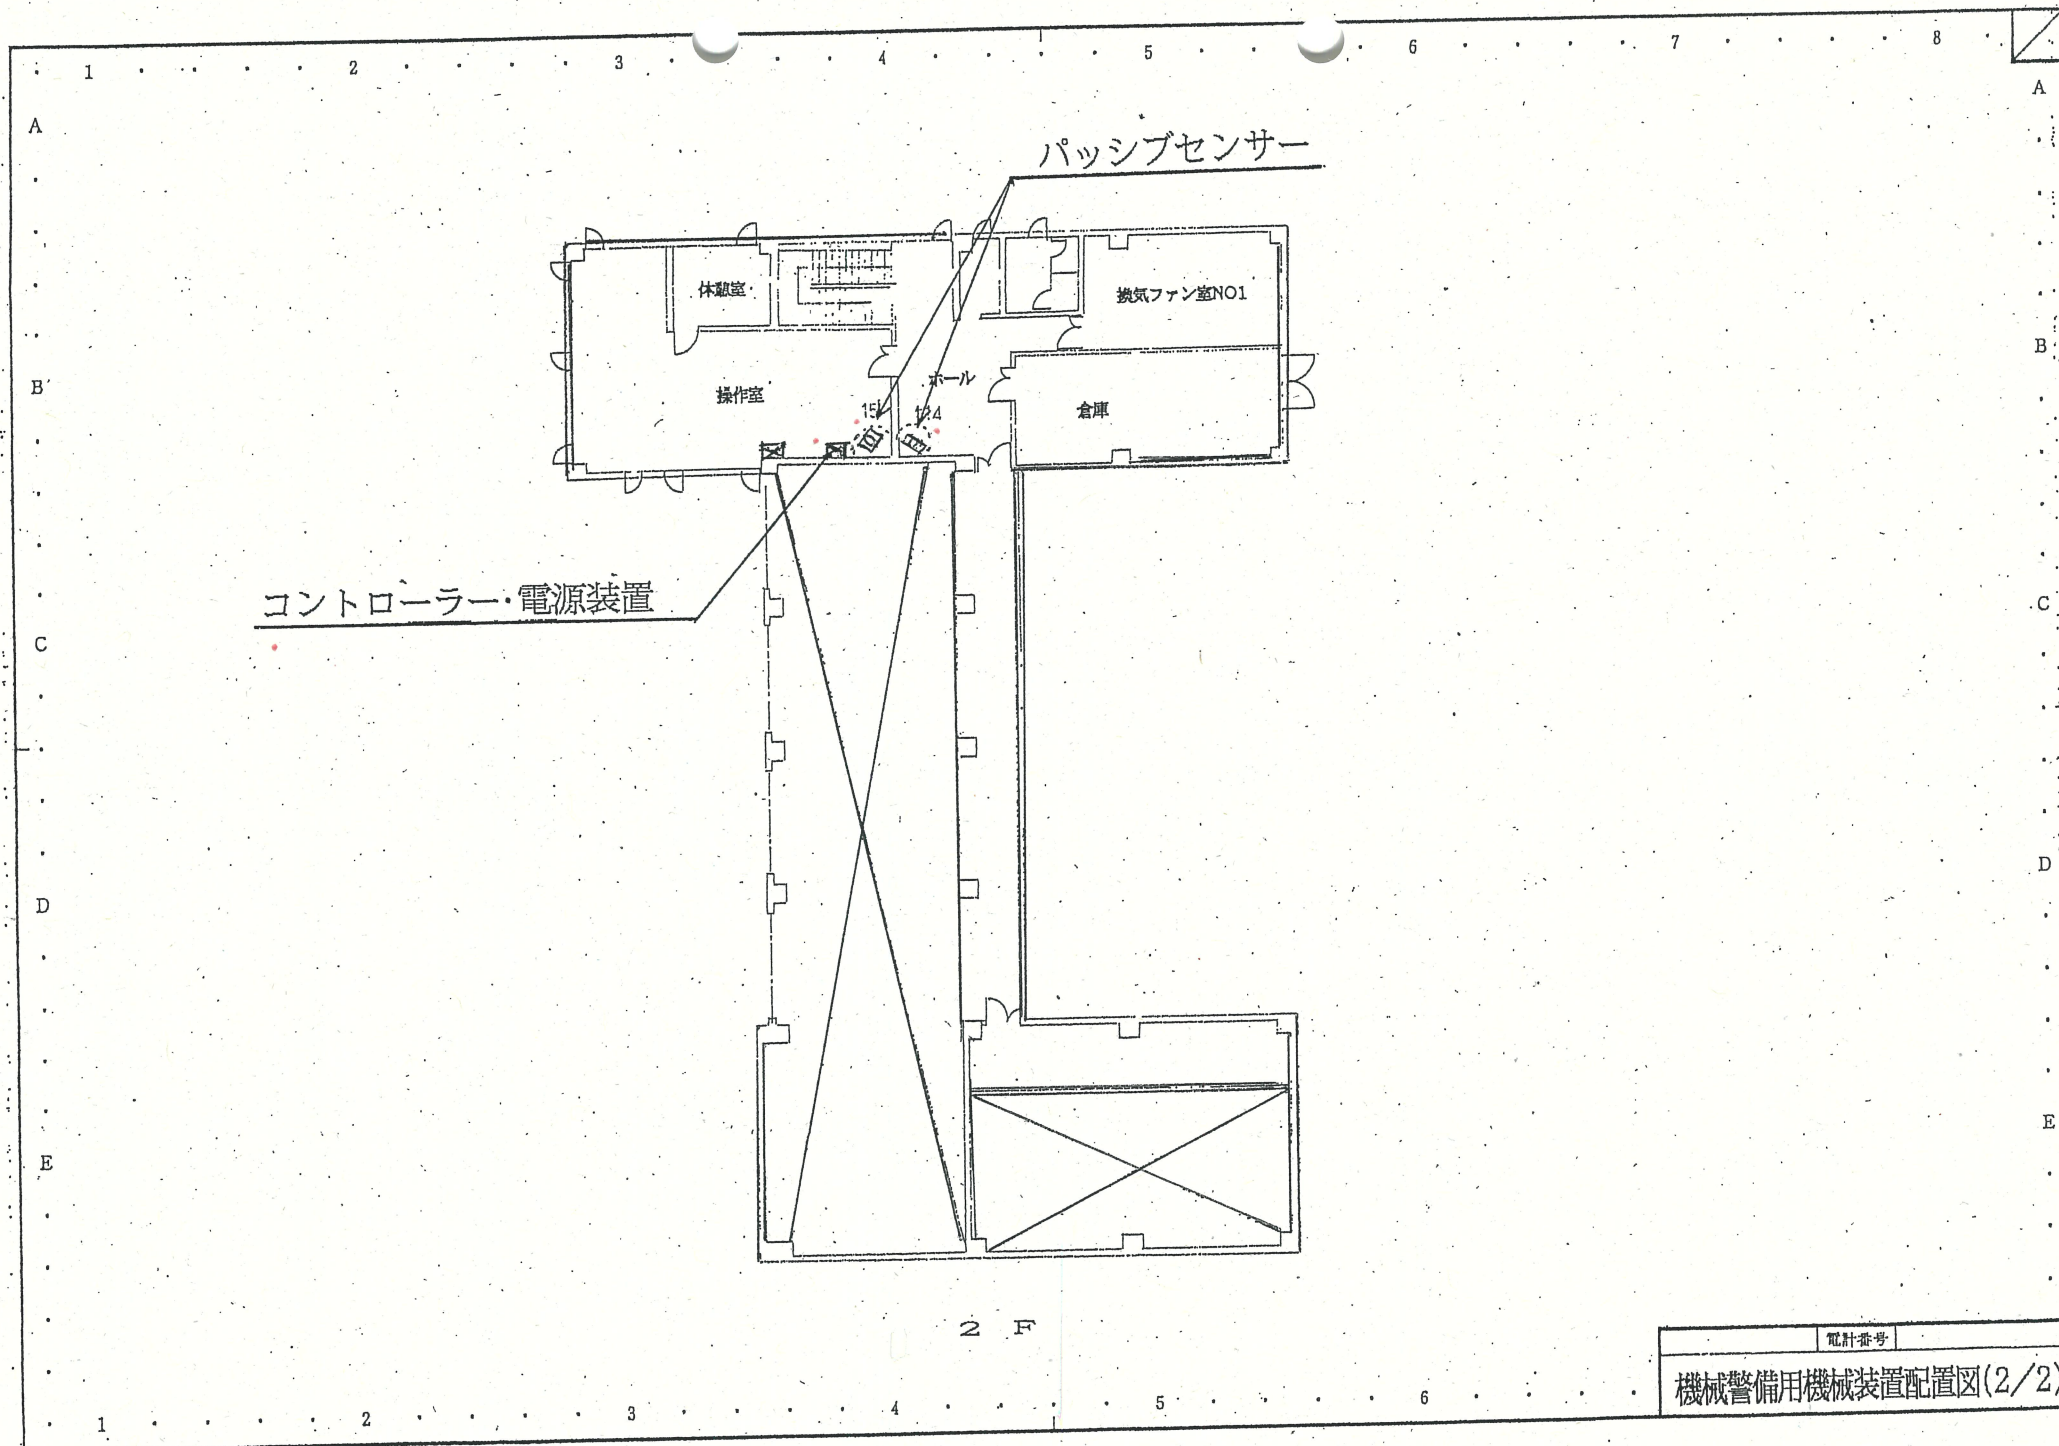 1 2 3 4 5 6 7 8
A A
パッシブセンサー
休憩室
換気ファン室NO1
B B
操作室
ホール
倉庫
15
コントローラー・電源装置
C C
D D
E E
2 F
電計番号
機械警備用機械装置配置図(2/2)
1 2 3 4 5 6